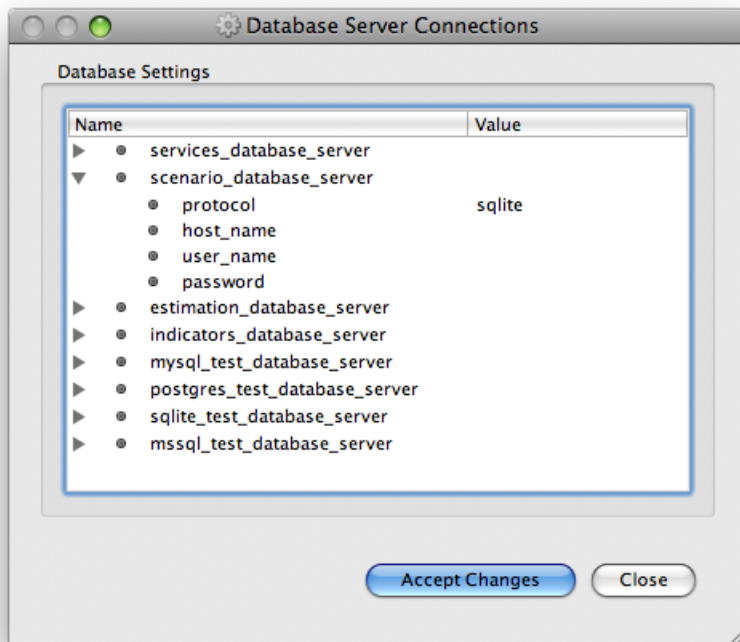 Database Server Connections
Database Settings
Name Value
services_database_server
scenario_database_server
protocol sqlite
host_name
user_name
password
estimation_database_server
indicators_database_server
mysql_test_database_server
postgres_test_database_server
sqlite_test_database_server
mssql_test_database_server
Accept Changes Close